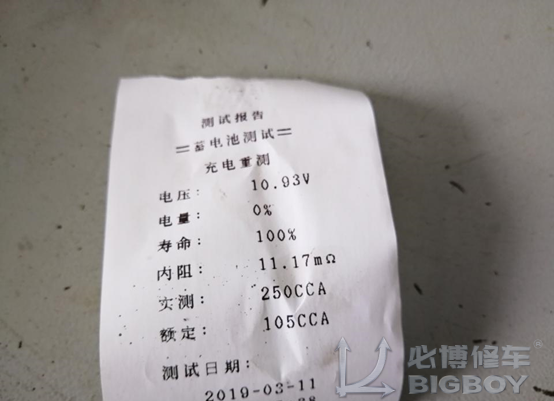 测试报告
=蓄电池测试=
充电重测
电压: 10.93V
电量: 0%
寿命: 100%
内阻: 11.17mΩ
实测: 250CCA
额定: 105CCA
测试日期:
2019-03-11
必博修车
BIGBOY